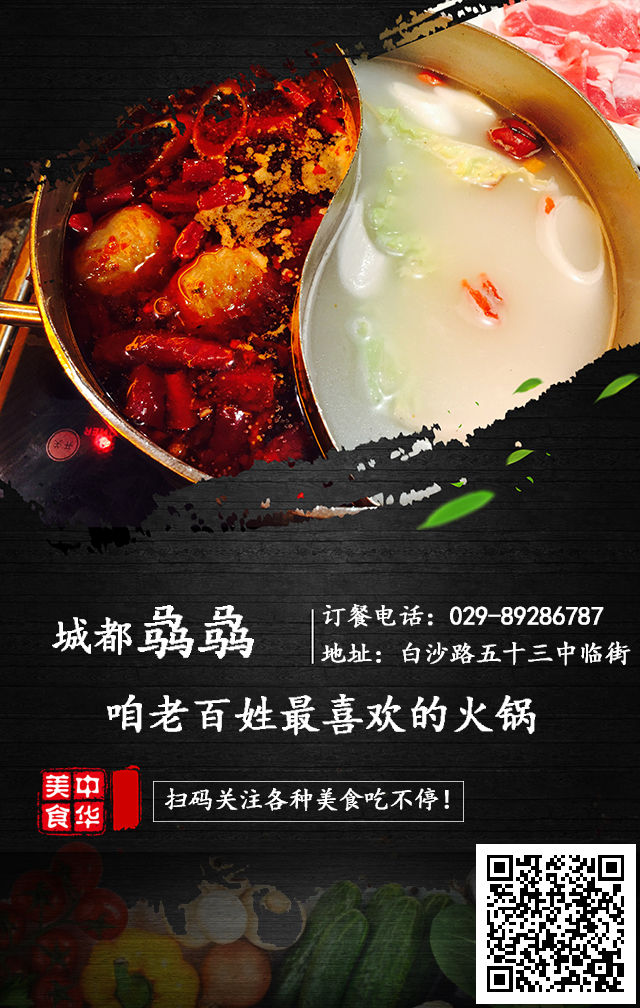 城都骉骉
订餐电话：029-89286787
地址：白沙路五十三中临街
咱老百姓最喜欢的火锅
中华美食
扫码关注各种美食吃不停！